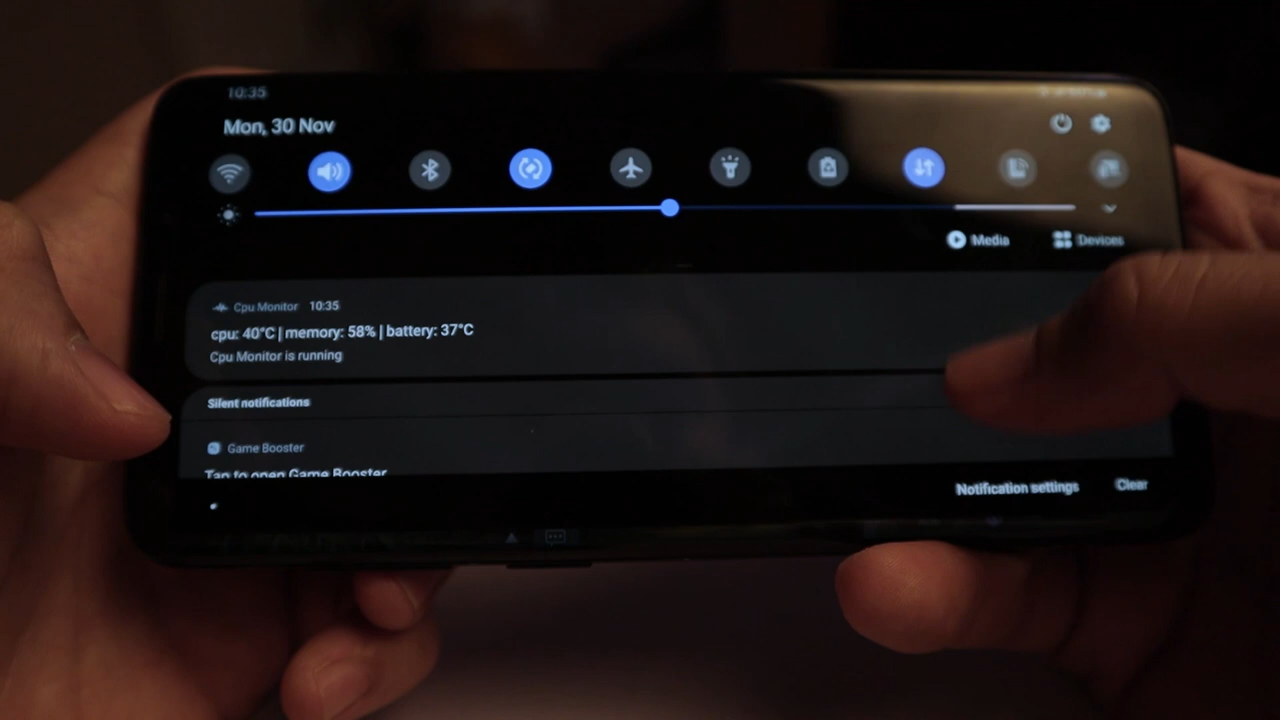 10:35
Mon, 30 Nov
Media Devices
Cpu Monitor 10:35
cpu: 40°C | memory: 58% | battery: 37°C
Cpu Monitor is running
Silent notifications
Game Booster
Tap to open Game Booster
Notification settings Clear